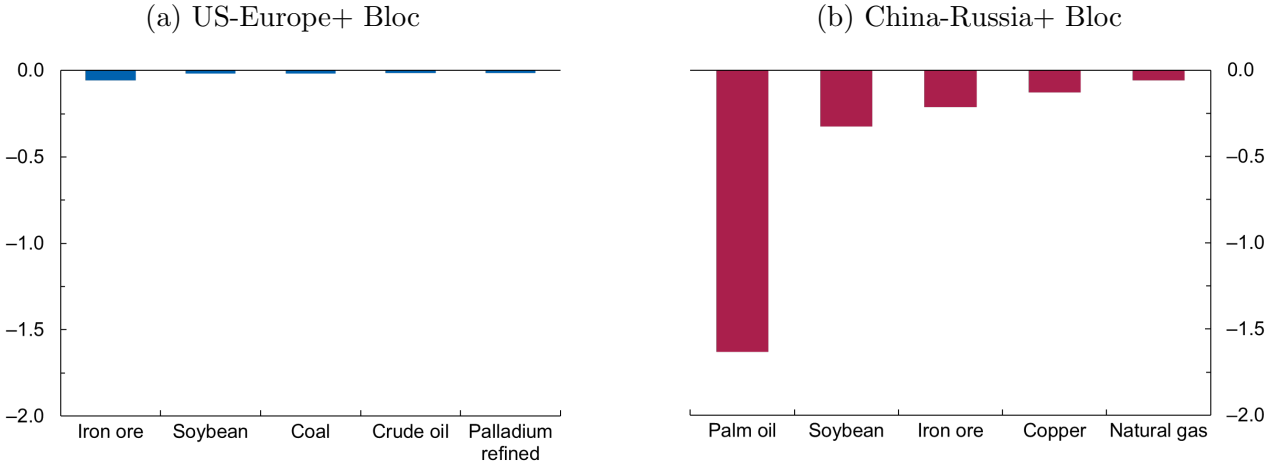 (a) US-Europe+ Bloc
0.0
–0.5
–1.0
–1.5
–2.0
Iron ore
Soybean
Coal
Crude oil
Palladium
refined
(b) China-Russia+ Bloc
0.0
–0.5
–1.0
–1.5
–2.0
Palm oil
Soybean
Iron ore
Copper
Natural gas